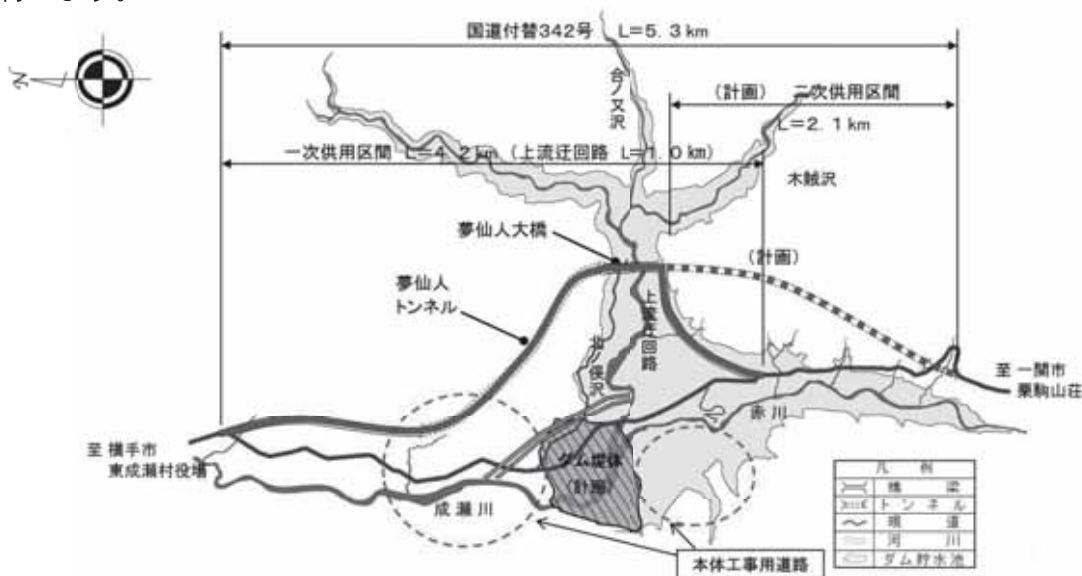 国道付替342号 L=5.3km
N
合ノ又沢
(計画) 二次供用区間
L=2.1km
一次供用区間 L=4.2km(上流迂回路 L=1.0km)
木賊沢
夢仙人大橋
(計画)
夢仙人
トンネル
上流迂回路
北俣沢
至 一関市
栗駒山荘
赤川
至 横手市
東成瀬村役場
ダム堤体
(計画)
成瀬川
本体工事用道路
凡例
橋梁
トンネル
現道
河川
ダム貯水池